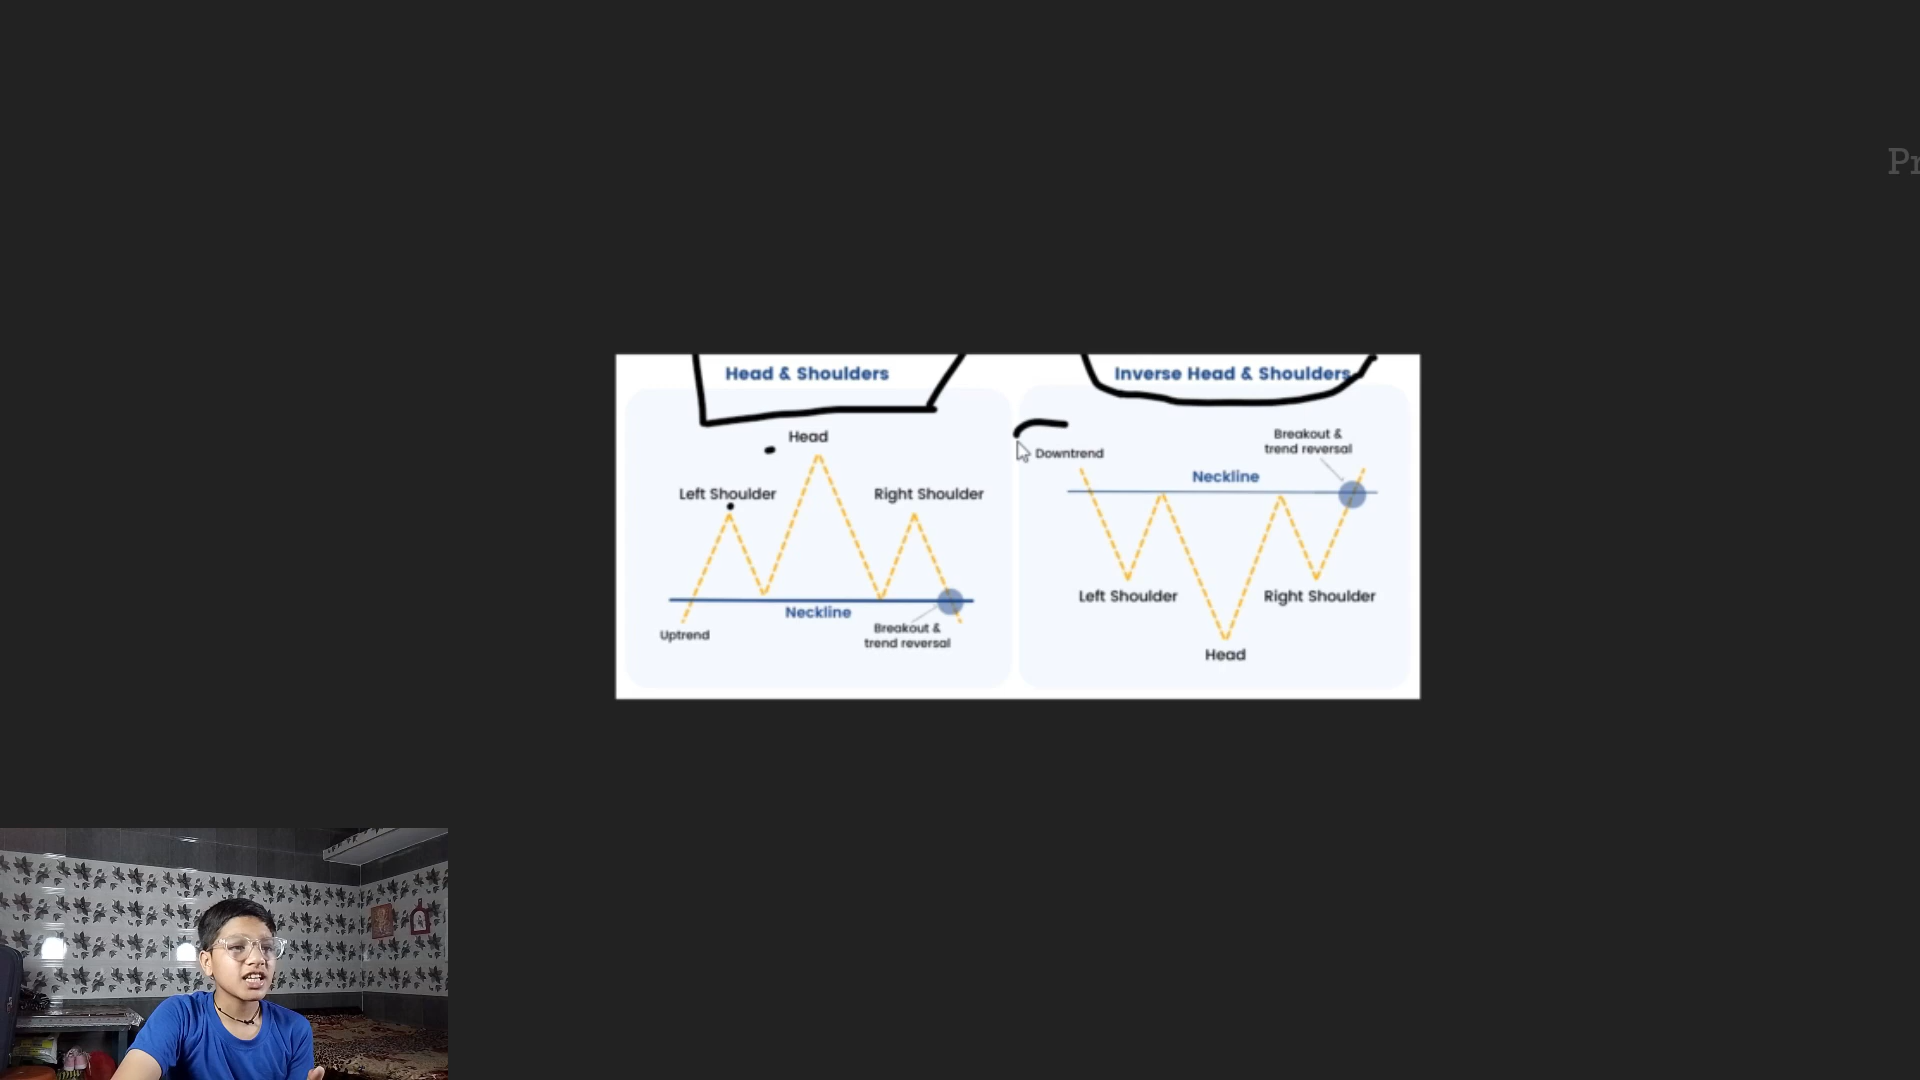 Pr
Head & Shoulders
Head
Left Shoulder
Right Shoulder
Neckline
Uptrend
Breakout &
trend reversal
Inverse Head & Shoulders
Downtrend
Breakout &
trend reversal
Neckline
Left Shoulder
Right Shoulder
Head